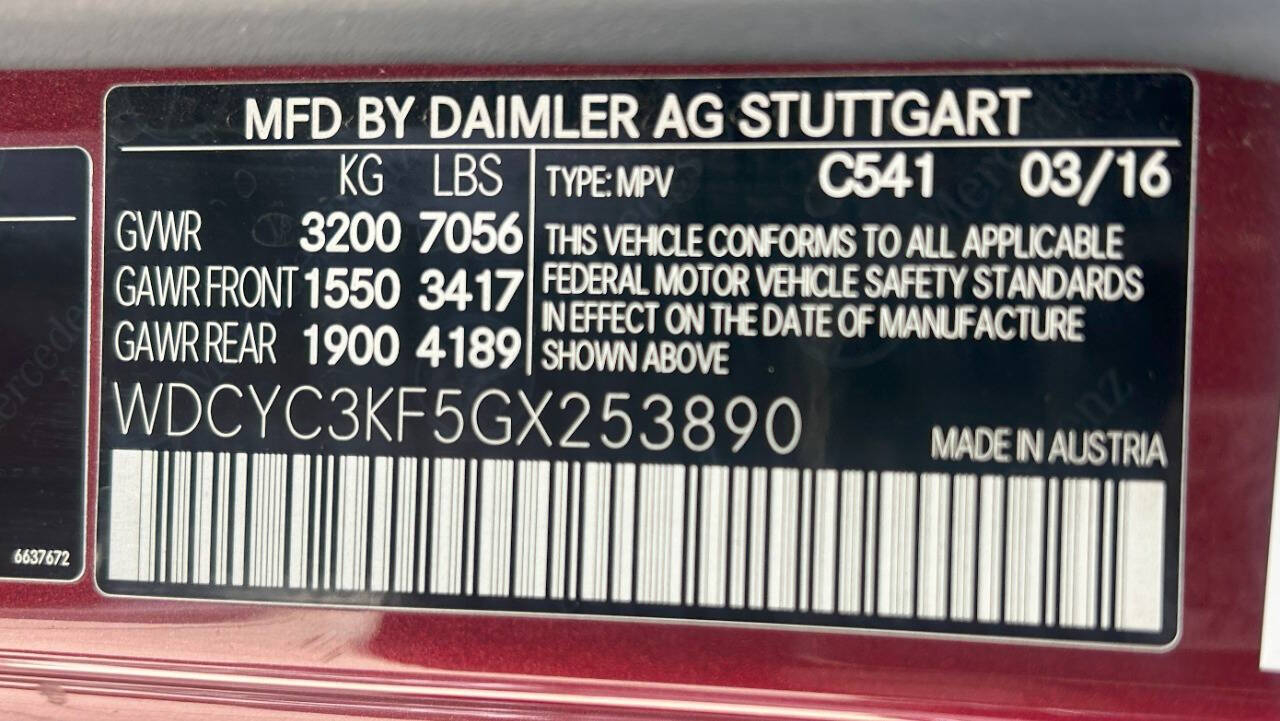 MFD BY DAIMLER AG STUTTGART
KG LBS
GVWR 3200 7056
GAWR FRONT 1550 3417
GAWR REAR 1900 4189
TYPE: MPV C541 03/16
THIS VEHICLE CONFORMS TO ALL APPLICABLE
FEDERAL MOTOR VEHICLE SAFETY STANDARDS
IN EFFECT ON THE DATE OF MANUFACTURE
SHOWN ABOVE
WDCYC3KF5GX253890
MADE IN AUSTRIA
6637672